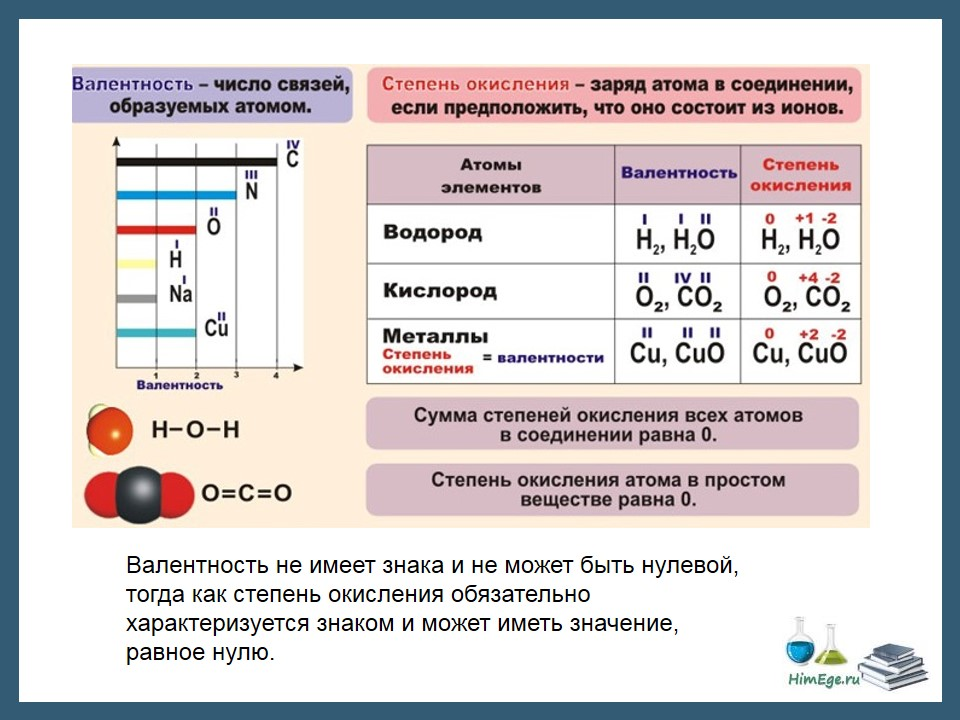 Валентность – число связей,
образуемых атомом.
Степень окисления – заряд атома в соединении,
если предположить, что оно состоит из ионов.
IV
C
III
N
II
O
I
H
I
Na
II
Cu
1 2 3 4
Валентность
Атомы
элементов
Валентность
Степень
окисления
Водород
I I II
H₂, H₂O
0 +1 -2
H₂, H₂O
Кислород
II IV II
O₂, CO₂
0 +4 -2
O₂, CO₂
Металлы
Степень
окисления = валентности
II II II
Cu, CuO
0 +2 -2
Cu, CuO
H–O–H
O=C=O
Сумма степеней окисления всех атомов
в соединении равна 0.
Степень окисления атома в простом
веществе равна 0.
Валентность не имеет знака и не может быть нулевой,
тогда как степень окисления обязательно
характеризуется знаком и может иметь значение,
равное нулю.
HimEge.ru